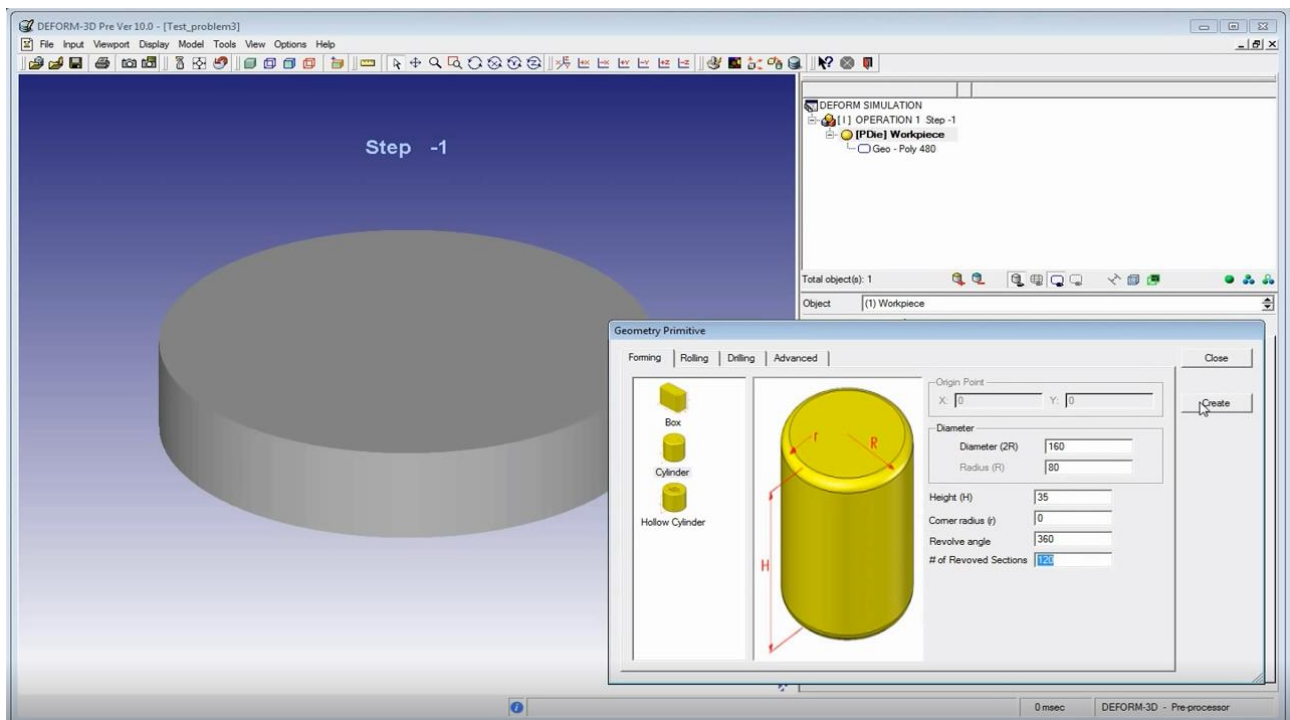 DEFORM-3D Pre Ver 10.0 - [Test_problem3]
File Input Viewport Display Model Tools View Options Help
Step -1
DEFORM SIMULATION
[1] OPERATION 1 Step -1
[PDie] Workpiece
Geo - Poly 480
Total object(s): 1
Object (1) Workpiece
Geometry Primitive
Forming Rolling Drilling Advanced
Close
Create
Box
Cylinder
Hollow Cylinder
r
R
H
Origin Point
X: 0 Y: 0
Diameter
Diameter (2R) 160
Radius (R) 80
Height (H) 35
Corner radius (r) 0
Revolve angle 360
# of Revoved Sections 120
0 msec DEFORM-3D - Pre-processor